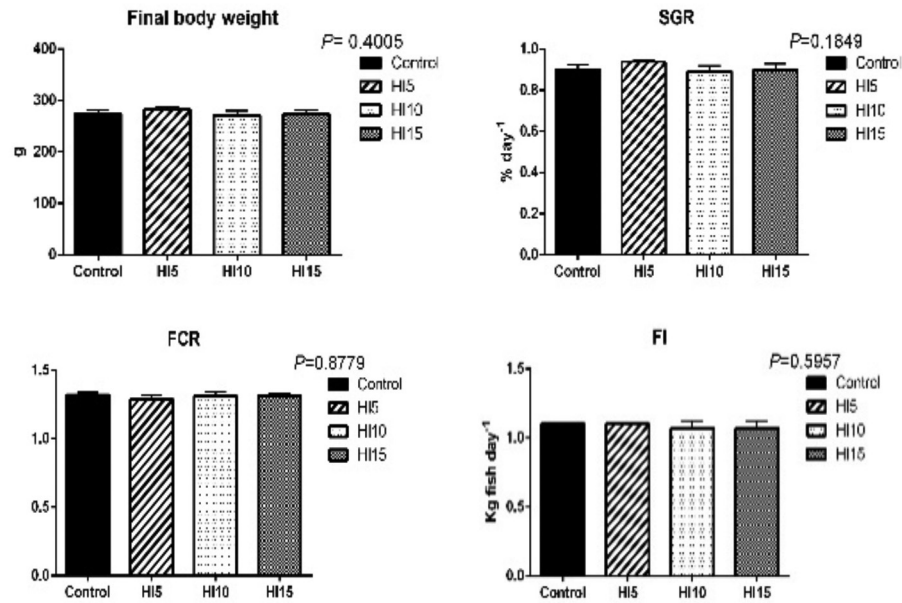 Final body weight
P= 0.4005
400
300
200
100
0
g
Control
HI5
HI10
HI15
Control
HI5
HI10
HI15
SGR
P=0.1849
1.0
0.8
0.6
0.4
0.2
0.0
% day-1
Control
HI5
HI10
HI15
Control
HI5
HI10
HI15
FCR
P=0.8779
1.5
1.0
0.5
0.0
Control
HI5
HI10
HI15
Control
HI5
HI10
HI15
FI
P=0.5957
1.5
1.0
0.5
0.0
Kg fish day-1
Control
HI5
HI10
HI15
Control
HI5
HI10
HI15